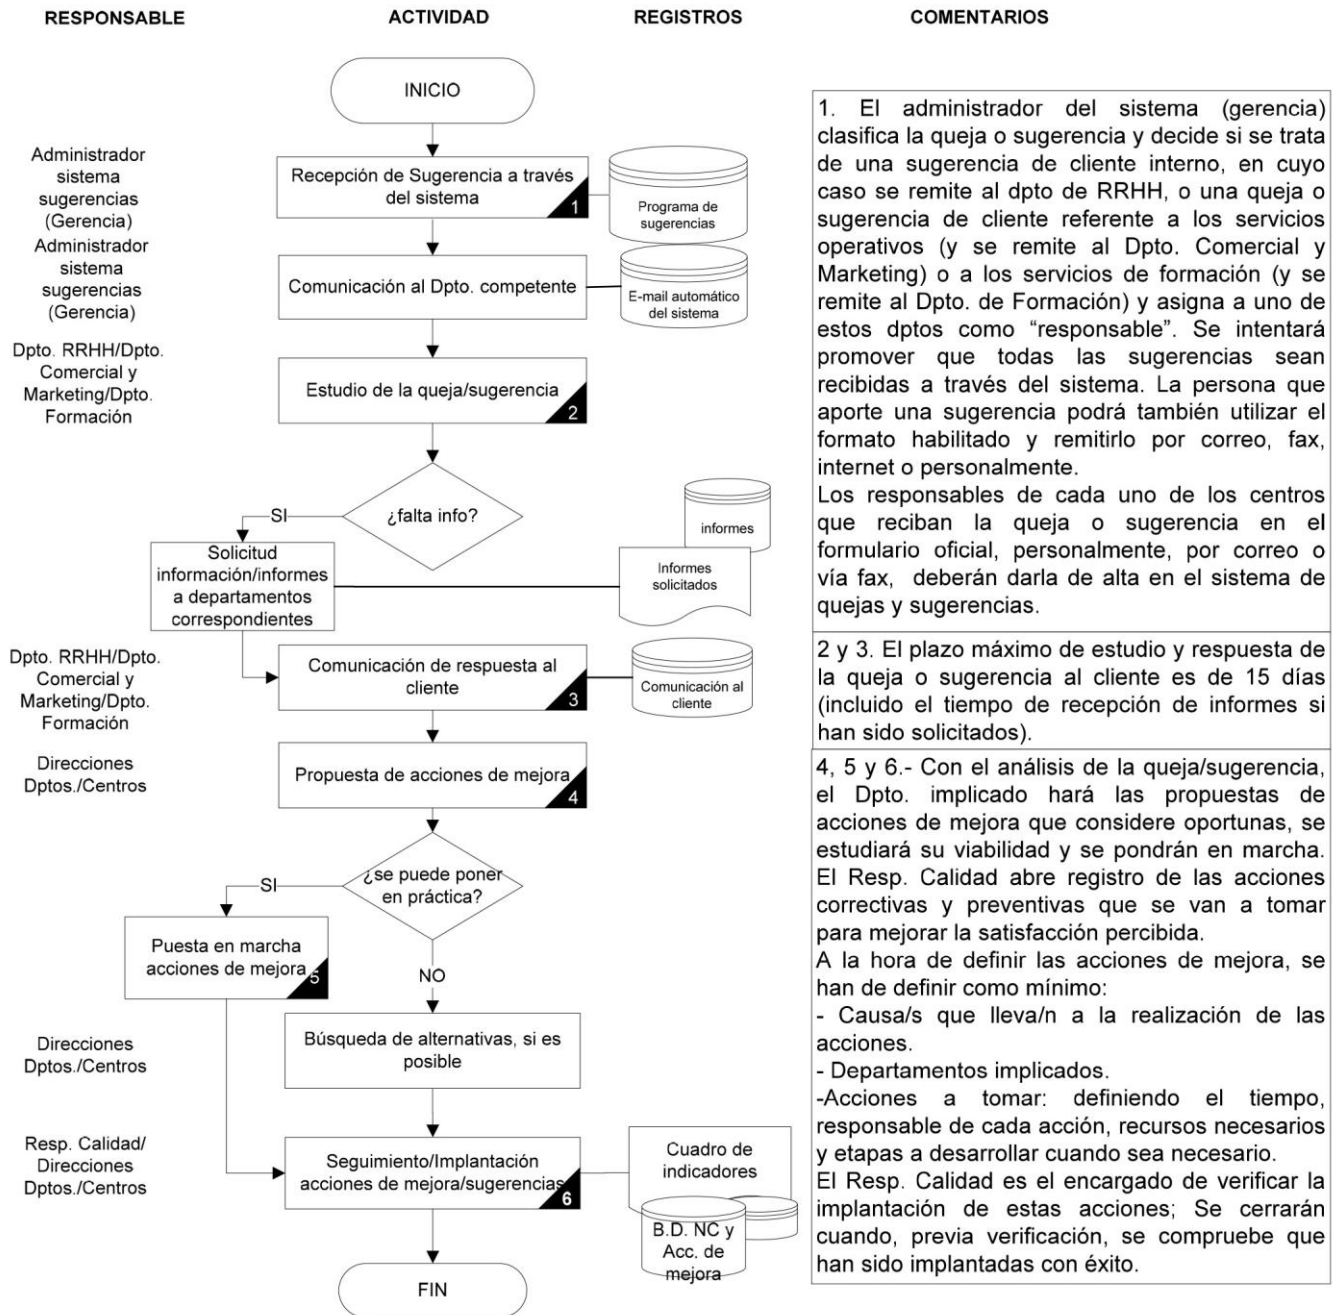 RESPONSABLE
ACTIVIDAD
REGISTROS
COMENTARIOS
INICIO
Administrador
sistema
sugerencias
(Gerencia)
Recepción de Sugerencia a través
del sistema
1
Programa de
sugerencias
Administrador
sistema
sugerencias
(Gerencia)
Comunicación al Dpto. competente
E-mail automático
del sistema
Dpto. RRHH/Dpto.
Comercial y
Marketing/Dpto.
Formación
Estudio de la queja/sugerencia
2
¿falta info?
SI
Solicitud
información/informes
a departamentos
correspondientes
informes
Informes
solicitados
Dpto. RRHH/Dpto.
Comercial y
Marketing/Dpto.
Formación
Comunicación de respuesta al
cliente
3
Comunicación al
cliente
Direcciones
Dptos./Centros
Propuesta de acciones de mejora
4
¿se puede poner
en práctica?
SI
Puesta en marcha
acciones de mejora
5
NO
Direcciones
Dptos./Centros
Búsqueda de alternativas, si es
posible
Resp. Calidad/
Direcciones
Dptos./Centros
Seguimiento/Implantación
acciones de mejora/sugerencias
6
Cuadro de
indicadores
B.D. NC y
Acc. de
mejora
FIN
1. El administrador del sistema (gerencia)
clasifica la queja o sugerencia y decide si se trata
de una sugerencia de cliente interno, en cuyo
caso se remite al dpto de RRHH, o una queja o
sugerencia de cliente referente a los servicios
operativos (y se remite al Dpto. Comercial y
Marketing) o a los servicios de formación (y se
remite al Dpto. de Formación) y asigna a uno de
estos dptos como “responsable”. Se intentará
promover que todas las sugerencias sean
recibidas a través del sistema. La persona que
aporte una sugerencia podrá también utilizar el
formato habilitado y remitirlo por correo, fax,
internet o personalmente.
Los responsables de cada uno de los centros
que reciban la queja o sugerencia en el
formulario oficial, personalmente, por correo o
vía fax, deberán darla de alta en el sistema de
quejas y sugerencias.
2 y 3. El plazo máximo de estudio y respuesta de
la queja o sugerencia al cliente es de 15 días
(incluido el tiempo de recepción de informes si
han sido solicitados).
4, 5 y 6.- Con el análisis de la queja/sugerencia,
el Dpto. implicado hará las propuestas de
acciones de mejora que considere oportunas, se
estudiará su viabilidad y se pondrán en marcha.
El Resp. Calidad abre registro de las acciones
correctivas y preventivas que se van a tomar
para mejorar la satisfacción percibida.
A la hora de definir las acciones de mejora, se
han de definir como mínimo:
- Causa/s que lleva/n a la realización de las
acciones.
- Departamentos implicados.
-Acciones a tomar: definiendo el tiempo,
responsable de cada acción, recursos necesarios
y etapas a desarrollar cuando sea necesario.
El Resp. Calidad es el encargado de verificar la
implantación de estas acciones; Se cerrarán
cuando, previa verificación, se compruebe que
han sido implantadas con éxito.